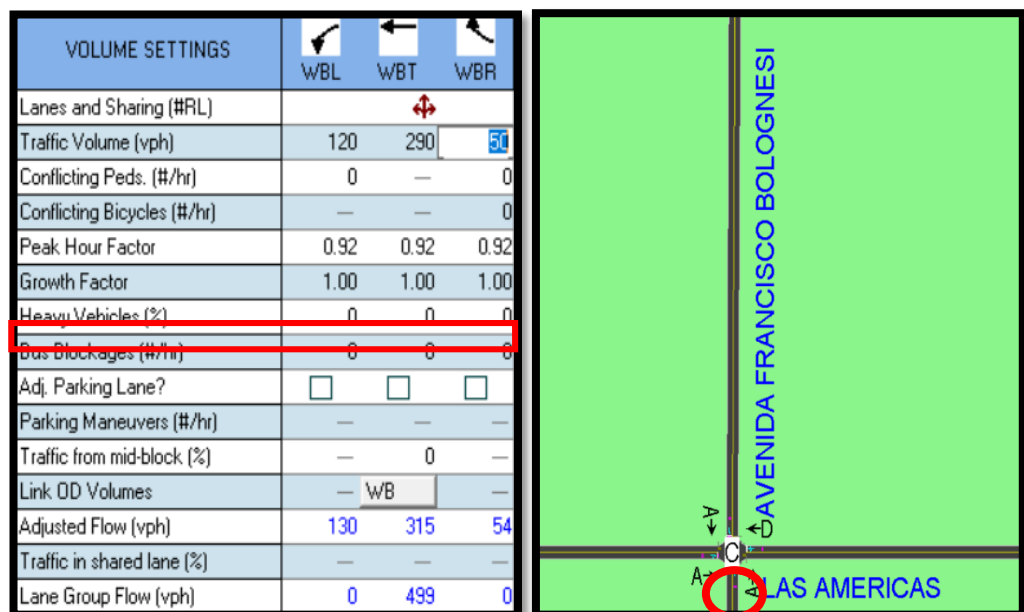 VOLUME SETTINGS WBL WBT WBR
Lanes and Sharing (#RL)
Traffic Volume (vph) 120 290 50
Conflicting Peds. (#/hr) 0 — 0
Conflicting Bicycles (#/hr) — — 0
Peak Hour Factor 0.92 0.92 0.92
Growth Factor 1.00 1.00 1.00
Heavy Vehicles (%) 0 0 0
Bus Blockages (#/hr) 0 0 0
Adj. Parking Lane?
Parking Maneuvers (#/hr) — — —
Traffic from mid-block (%) — 0 —
Link OD Volumes — WB —
Adjusted Flow (vph) 130 315 54
Traffic in shared lane (%) — — —
Lane Group Flow (vph) 0 499 0
AVENIDA FRANCISCO BOLOGNESI
A
D
C
A
A
LAS AMERICAS